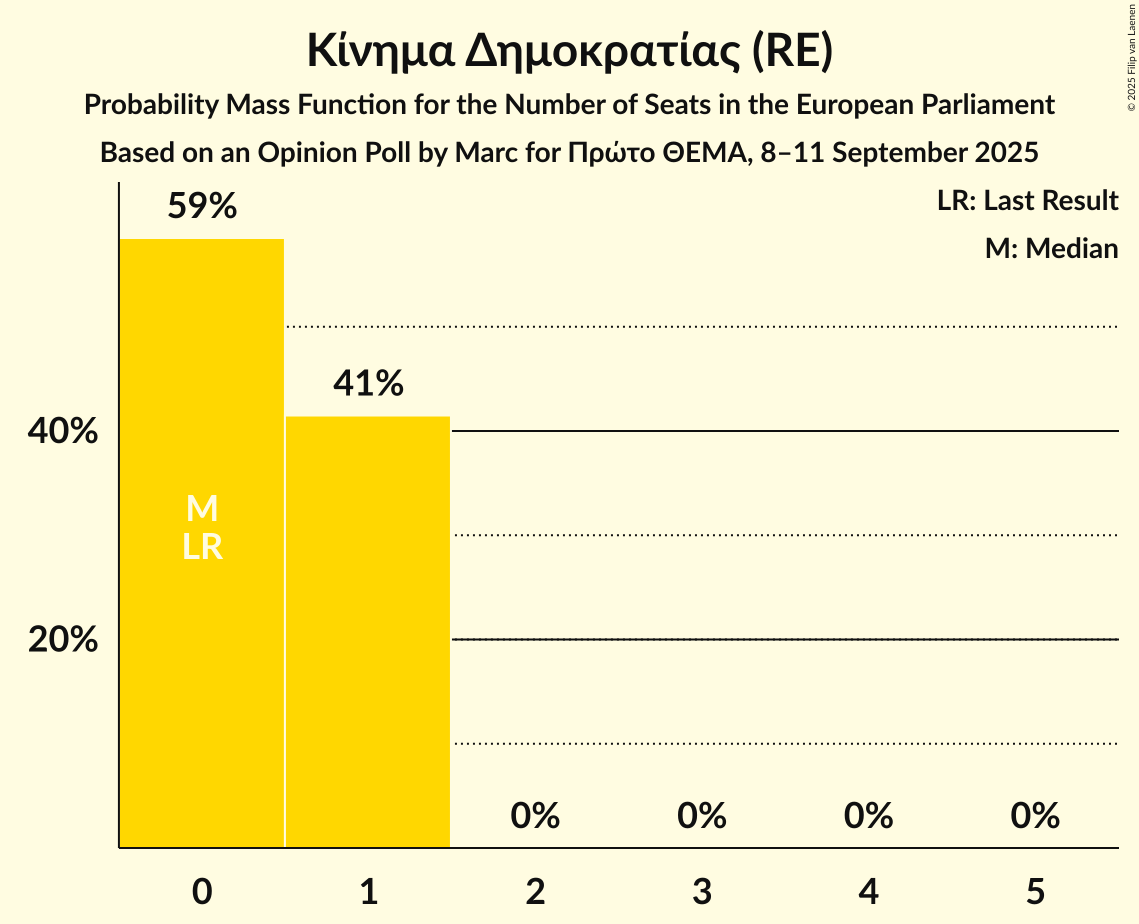 Κίνημα Δημοκρατίας (RE)
Probability Mass Function for the Number of Seats in the European Parliament
Based on an Opinion Poll by Marc for Πρώτο ΘΕΜΑ, 8–11 September 2025
© 2025 Filip van Laenen
LR: Last Result
M: Median
59%
41%
40%
M
LR
20%
0% 0% 0% 0%
0 1 2 3 4 5